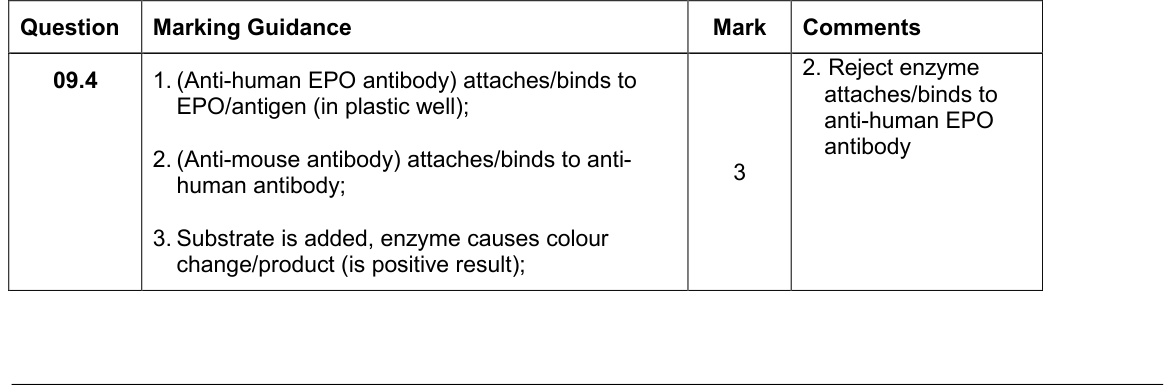 Question Marking Guidance Mark Comments
09.4
1. (Anti-human EPO antibody) attaches/binds to
EPO/antigen (in plastic well);
2. (Anti-mouse antibody) attaches/binds to anti-
human antibody;
3. Substrate is added, enzyme causes colour
change/product (is positive result);
3
2. Reject enzyme
attaches/binds to
anti-human EPO
antibody